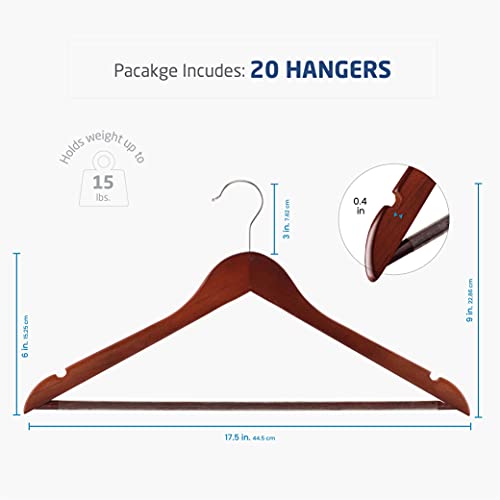 Pacakge Incudes: 20 HANGERS
Holds weight up to
15
lbs.
0.4
in
3 in. 7.62 cm
6 in. 15.25 cm
9 in. 22.86 cm
17.5 in. 44.5 cm